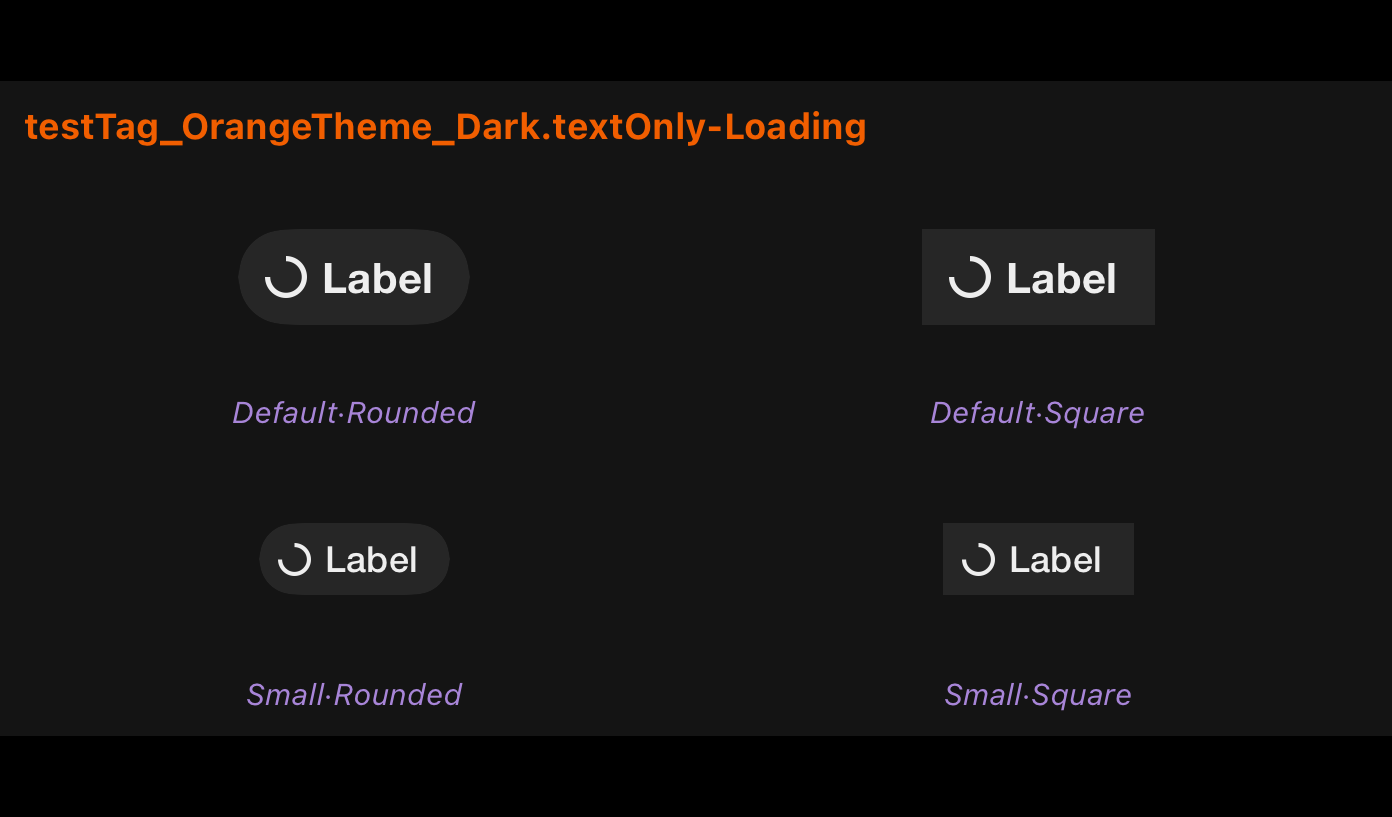 testTag_OrangeTheme_Dark.textOnly-Loading
Label
Label
Default·Rounded
Default·Square
Label
Label
Small·Rounded
Small·Square